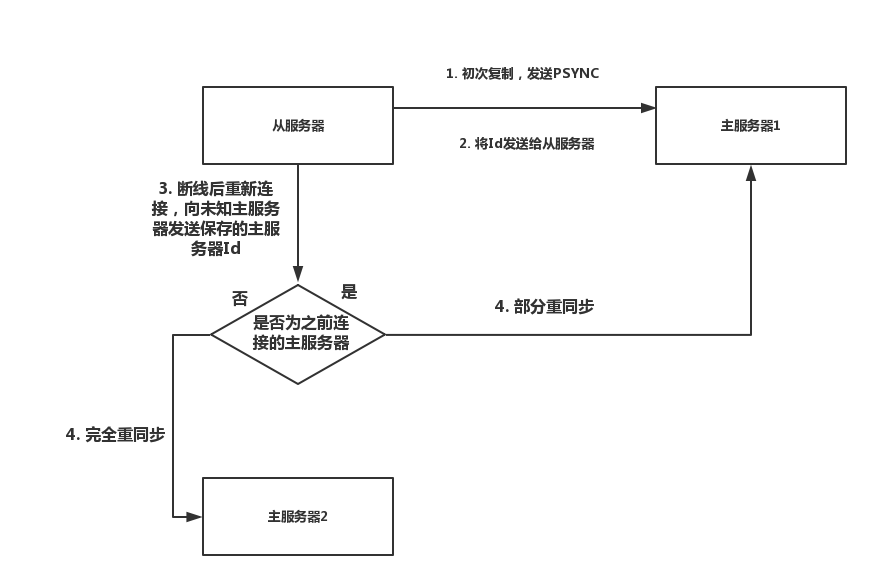 1. 初次复制，发送PSYNC
从服务器
主服务器1
2. 将Id发送给从服务器
3. 断线后重新连
接，向未知主服务
器发送保存的主服
务器Id
否
是
是否为之前连
接的主服务器
4. 部分重同步
4. 完全重同步
主服务器2